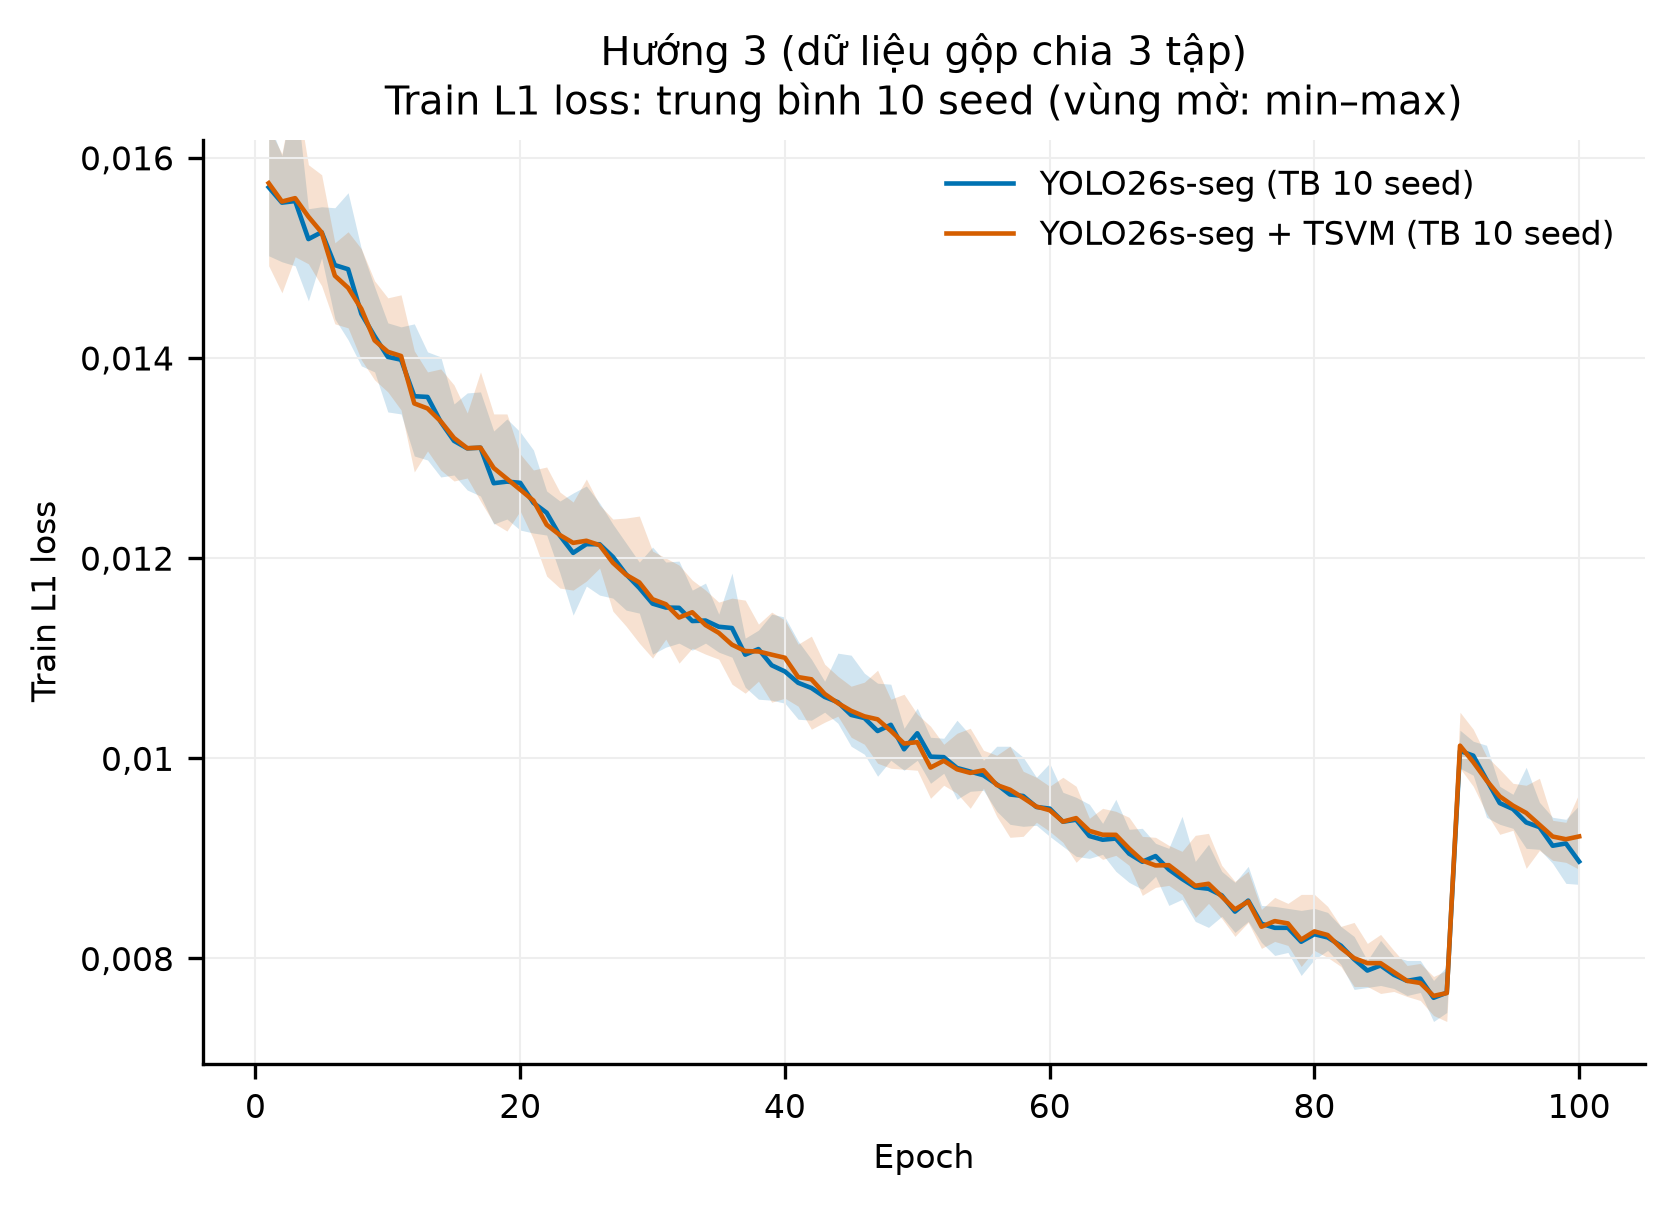 Hướng 3 (dữ liệu gộp chia 3 tập)
Train L1 loss: trung bình 10 seed (vùng mờ: min–max)
YOLO26s-seg (TB 10 seed)
YOLO26s-seg + TSVM (TB 10 seed)
Train L1 loss
0,016
0,014
0,012
0,01
0,008
0 20 40 60 80 100
Epoch